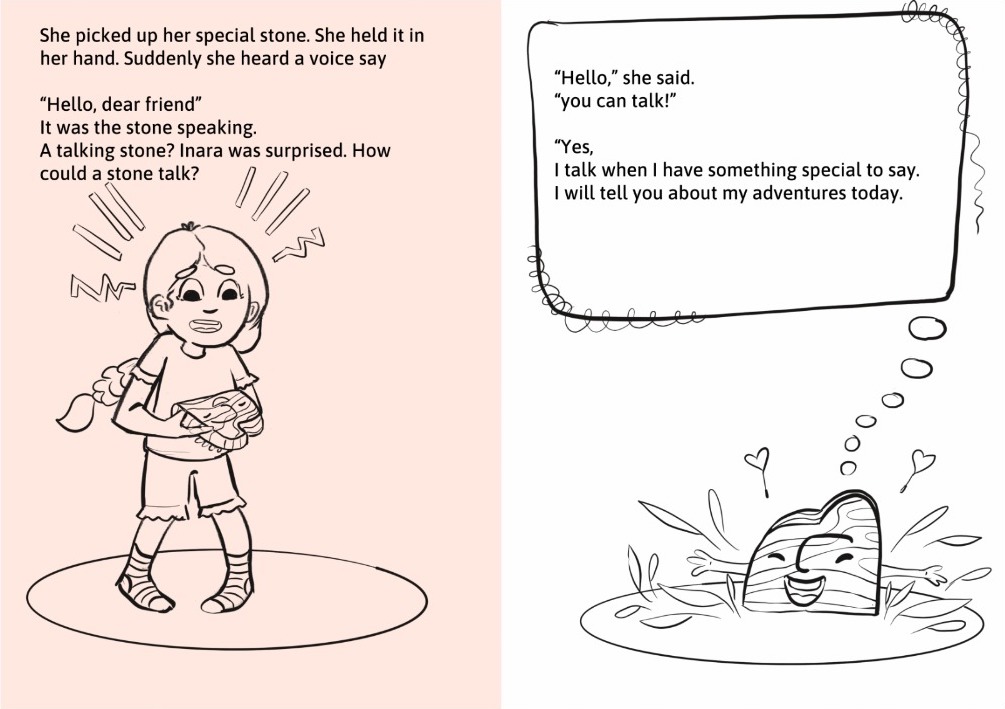 She picked up her special stone. She held it in
her hand. Suddenly she heard a voice say
“Hello, dear friend”
It was the stone speaking.
A talking stone? Inara was surprised. How
could a stone talk?
“Hello,” she said.
“you can talk!”
“Yes,
I talk when I have something special to say.
I will tell you about my adventures today.